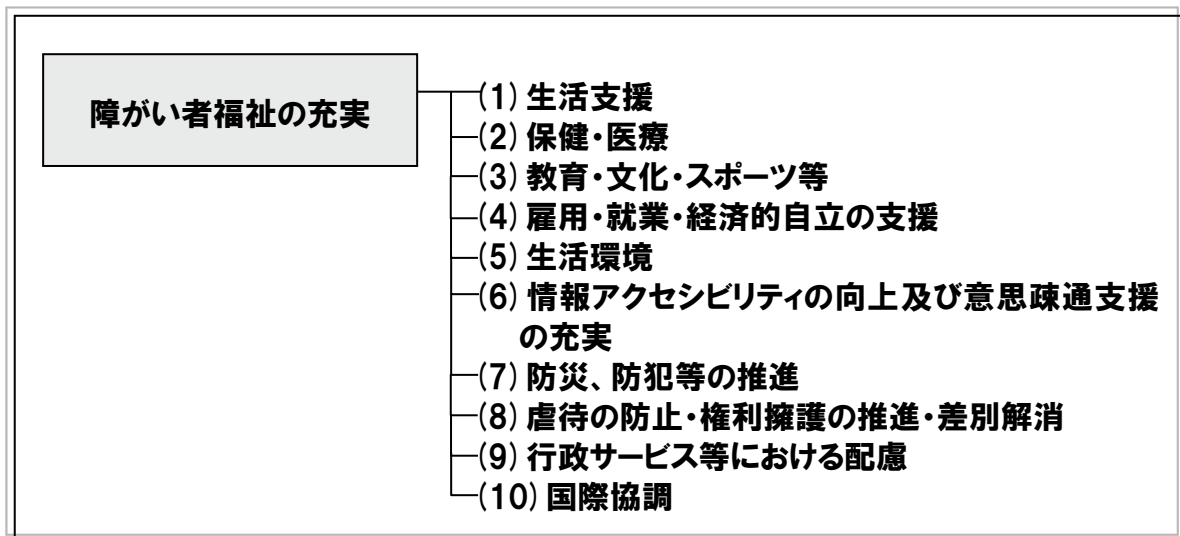 障がい者福祉の充実
(1) 生活支援
(2) 保健・医療
(3) 教育・文化・スポーツ等
(4) 雇用・就業・経済的自立の支援
(5) 生活環境
(6) 情報アクセシビリティの向上及び意思疎通支援
の充実
(7) 防災、防犯等の推進
(8) 虐待の防止・権利擁護の推進・差別解消
(9) 行政サービス等における配慮
(10) 国際協調